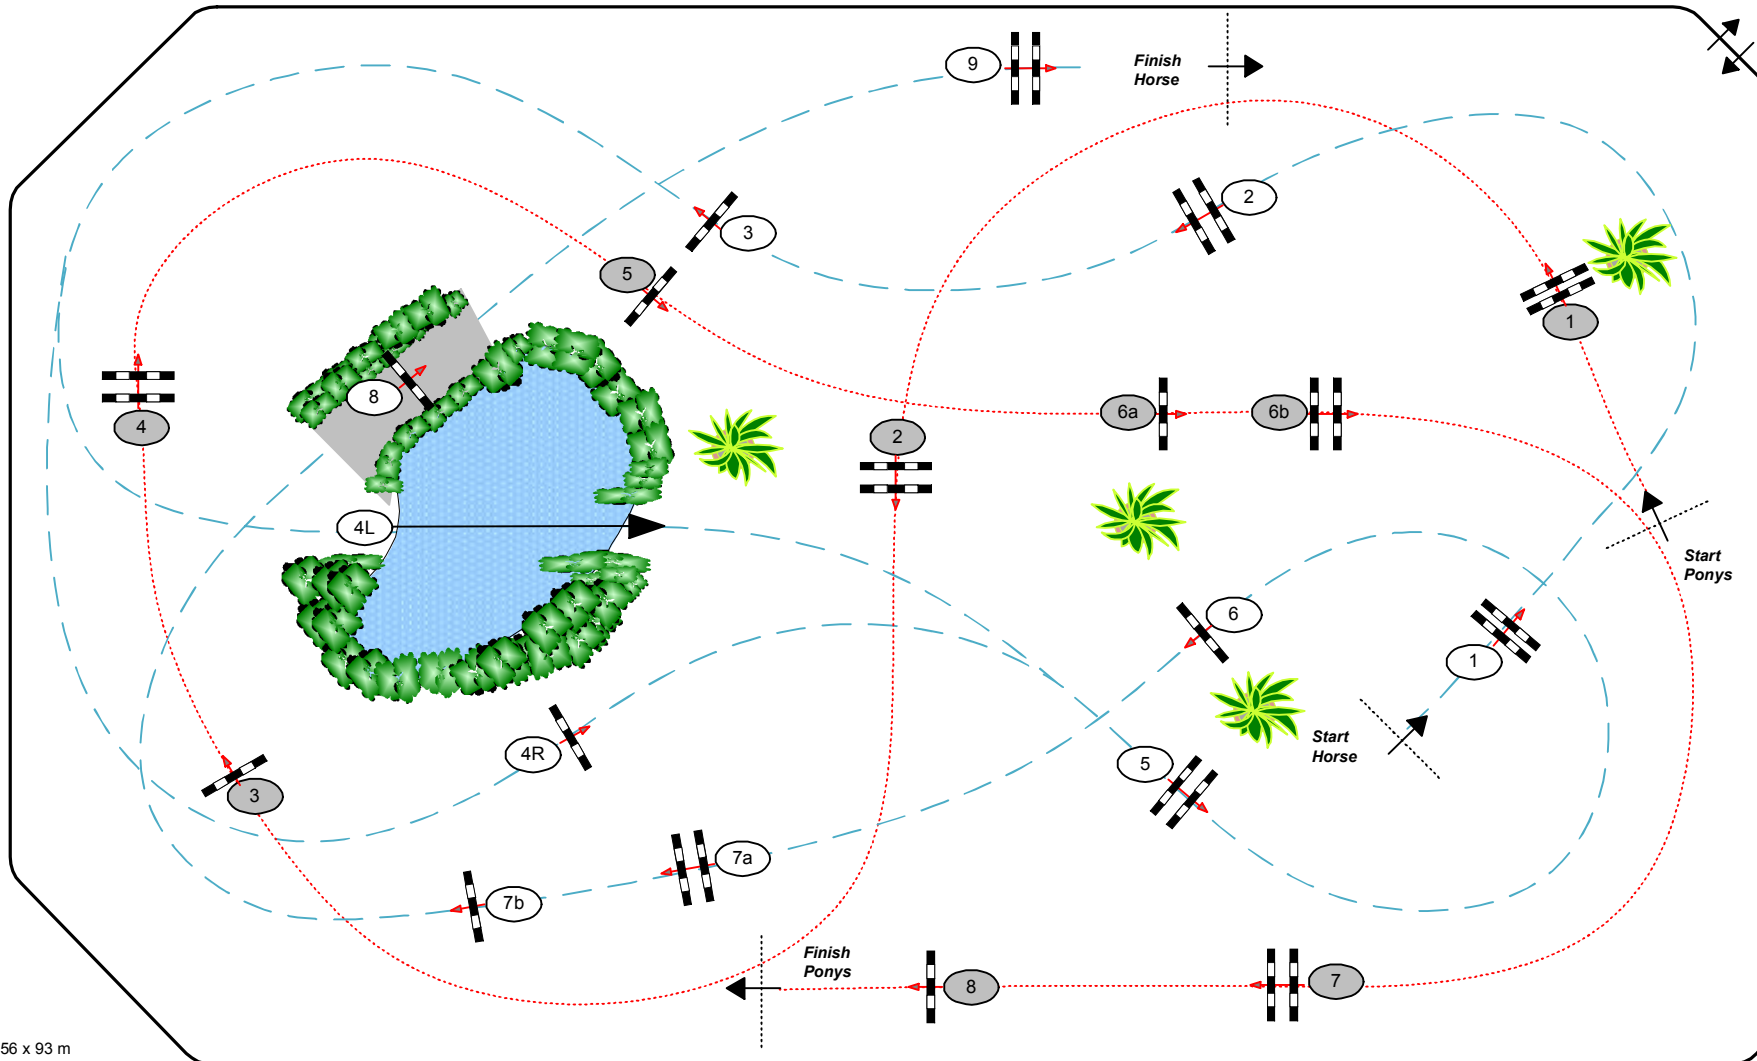 9
Finish
Horse
2
3
5
1
8
4
6a
6b
2
4L
Start
Ponys
6
1
Start
Horse
4R
5
3
7a
7b
Finish
Ponys
8
7
56 x 93 m